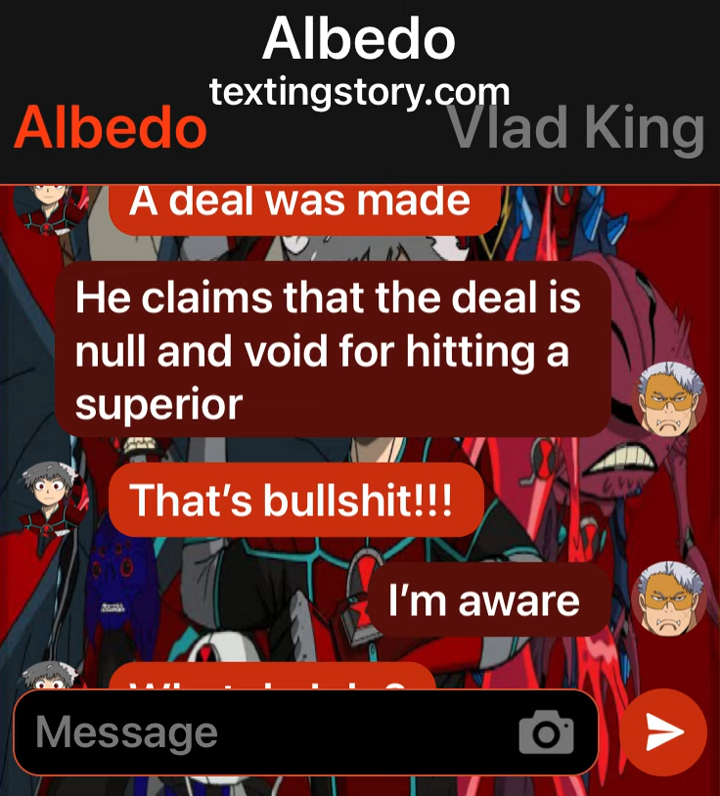 Albedo
textingstory.com
Albedo
Vlad King
A deal was made
He claims that the deal is
null and void for hitting a
superior
That’s bullshit!!!
I’m aware
Message